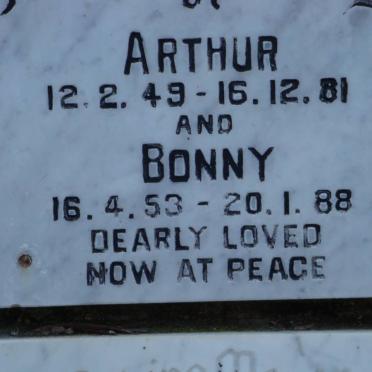 ARTHUR
12.2.49 - 16.12.81
AND
BONNY
16.4.53 - 20.1.88
DEARLY LOVED
NOW AT PEACE